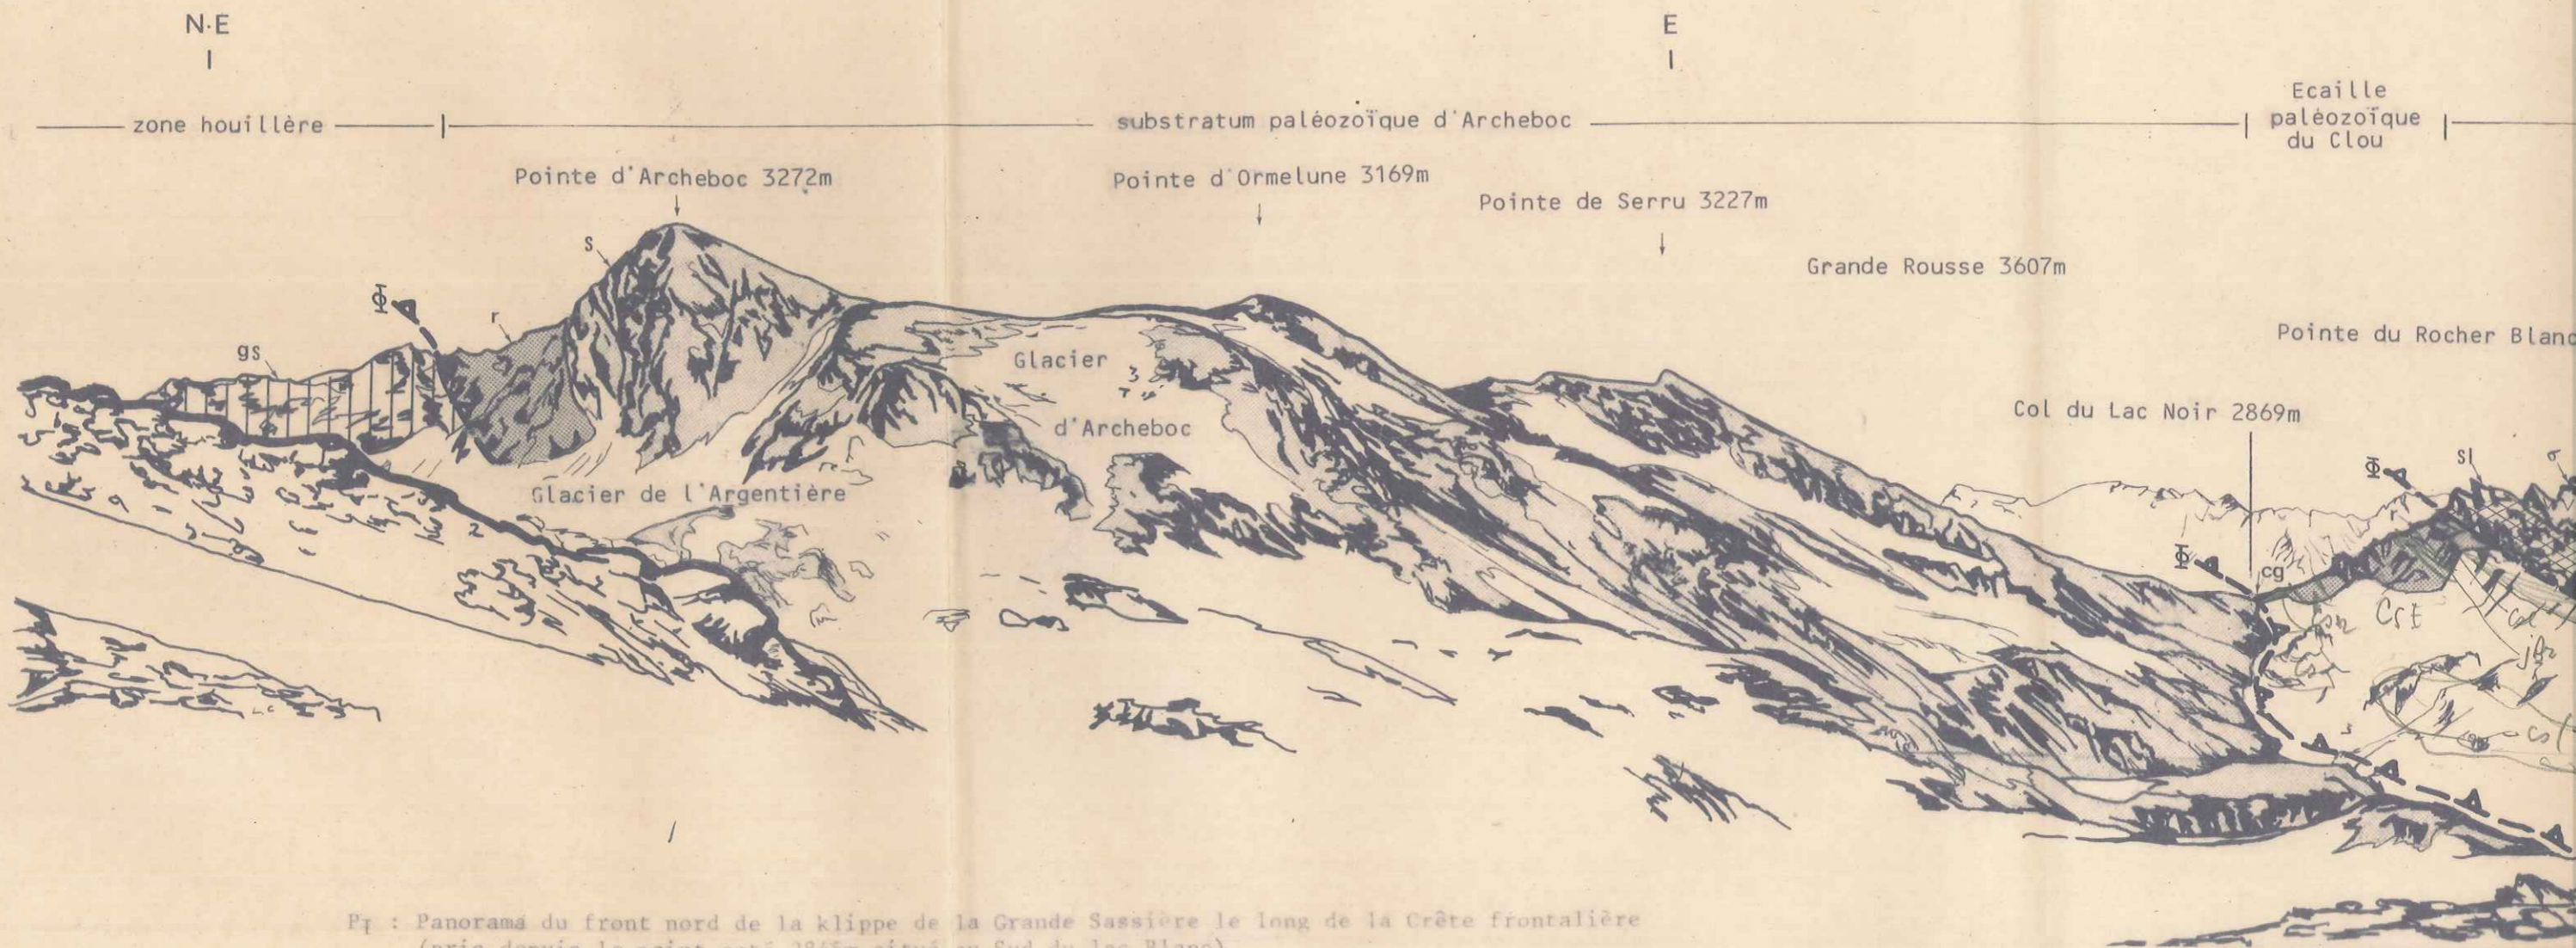 N.E
E
zone houillère
substratum paléozoïque d'Archeboc
Ecaille
paléozoïque
du Clou
Pointe d'Archeboc 3272m
Pointe d'Ormelune 3169m
Pointe de Serru 3227m
Grande Rousse 3607m
Pointe du Rocher Blanc
Col du Lac Noir 2869m
s
Φ
r
gs
Glacier
d'Archeboc
Glacier de l'Argentière
Φ
sl
σ
Φ
cg
PI : Panorama du front nord de la klippe de la Grande Sassière le long de la Crête frontalière